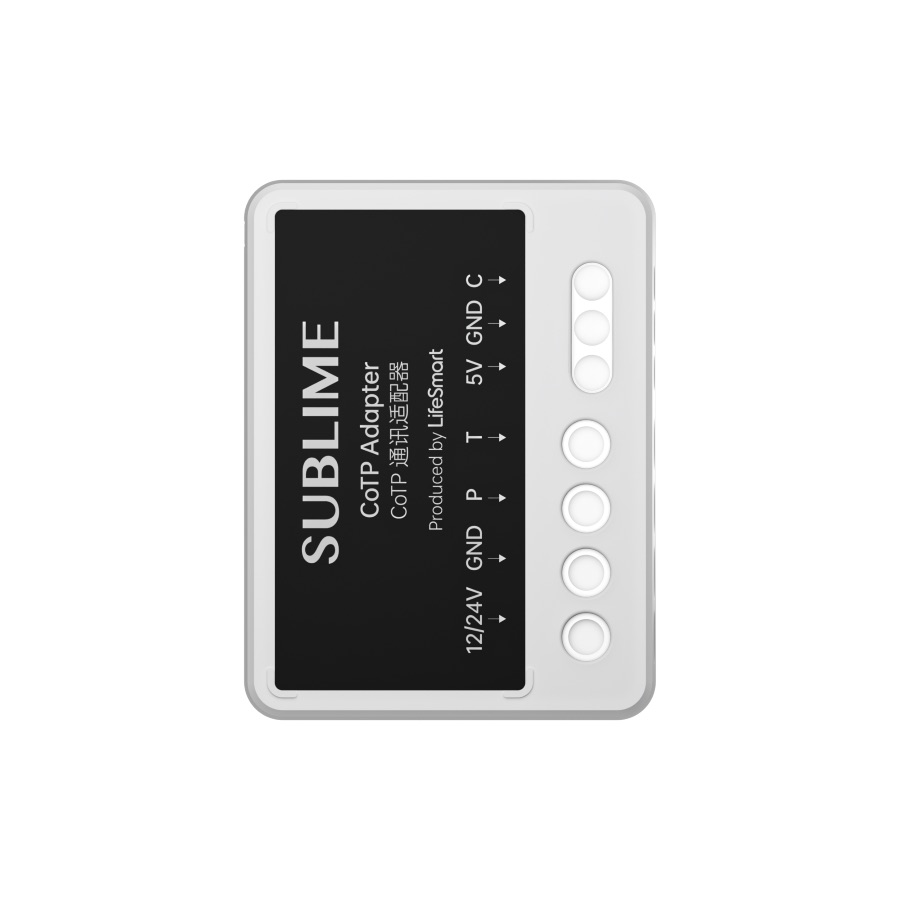 SUBLIME
CoTP Adapter
CoTP 通讯适配器
Produced by LifeSmart
12/24V GND P T 5V GND C